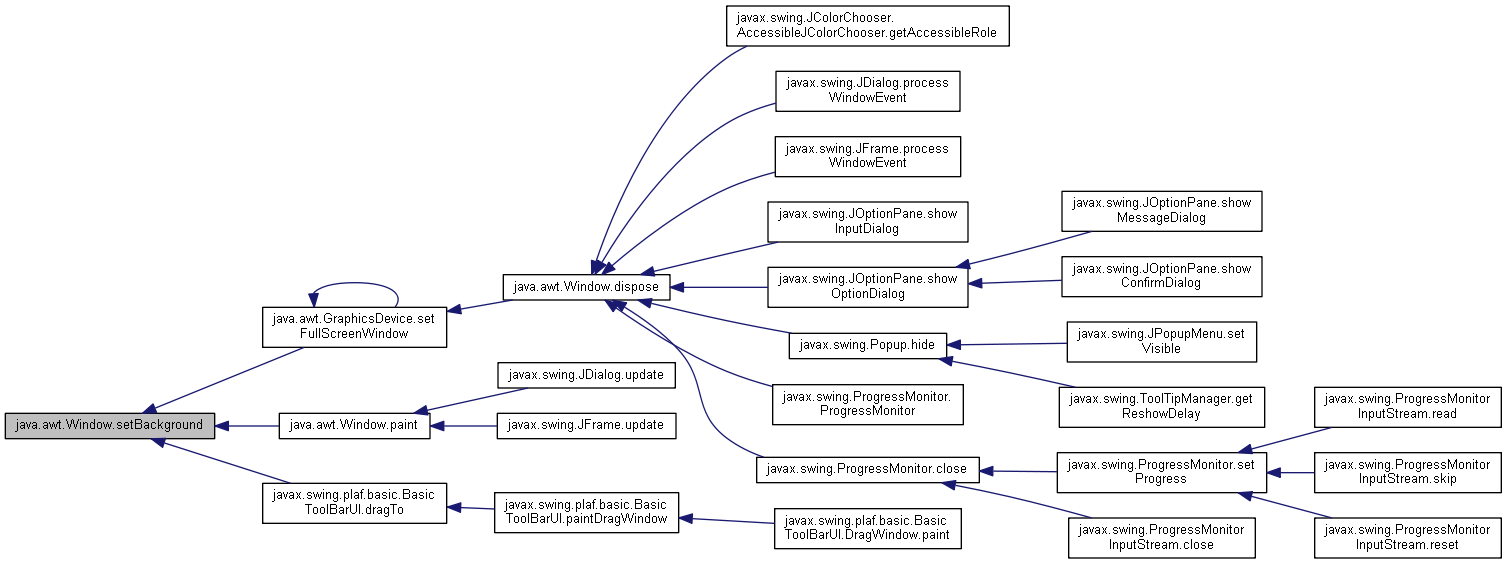 javax.swing.JColorChooser.
AccessibleJColorChooser.getAccessibleRole
javax.swing.JDialog.process
WindowEvent
javax.swing.JFrame.process
WindowEvent
javax.swing.JOptionPane.show
InputDialog
javax.swing.JOptionPane.show
MessageDialog
java.awt.Window.dispose
javax.swing.JOptionPane.show
OptionDialog
javax.swing.JOptionPane.show
ConfirmDialog
java.awt.GraphicsDevice.set
FullScreenWindow
javax.swing.Popup.hide
javax.swing.JPopupMenu.set
Visible
javax.swing.JDialog.update
javax.swing.ProgressMonitor.
ProgressMonitor
javax.swing.ToolTipManager.get
ReshowDelay
javax.swing.ProgressMonitor
InputStream.read
java.awt.Window.setBackground
java.awt.Window.paint
javax.swing.JFrame.update
javax.swing.ProgressMonitor.close
javax.swing.ProgressMonitor.set
Progress
javax.swing.ProgressMonitor
InputStream.skip
javax.swing.plaf.basic.Basic
ToolBarUI.dragTo
javax.swing.plaf.basic.Basic
ToolBarUI.paintDragWindow
javax.swing.plaf.basic.Basic
ToolBarUI.DragWindow.paint
javax.swing.ProgressMonitor
InputStream.close
javax.swing.ProgressMonitor
InputStream.reset